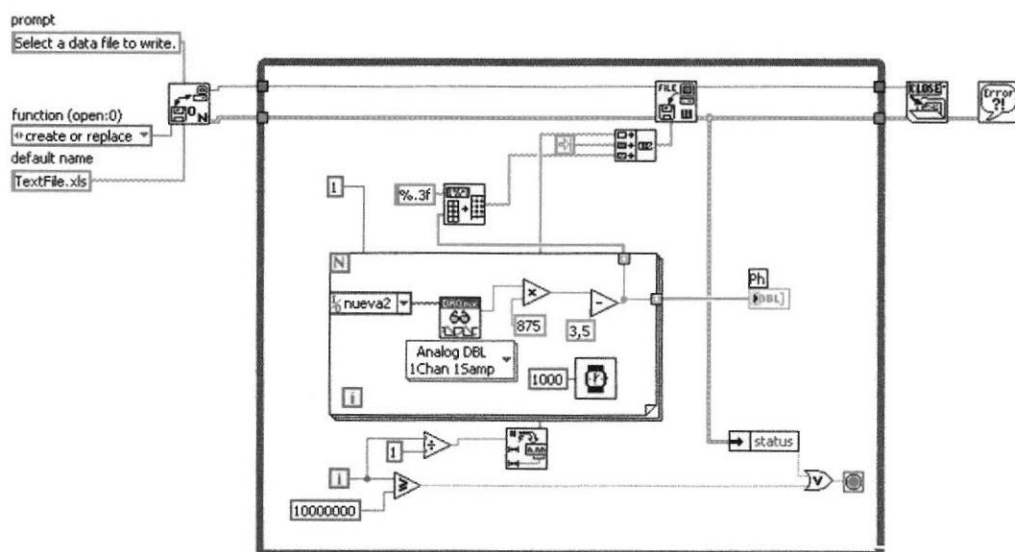 prompt
Select a data file to write.
function (open:0)
create or replace
default name
TextFile.xls
O N
FILE
CLOSE
Error ?!
1
%.3f
N
nueva2
875
3,5
Analog DBL
1Chan 1Samp
1000
i
Ph
DBL
1
i
10000000
status
V